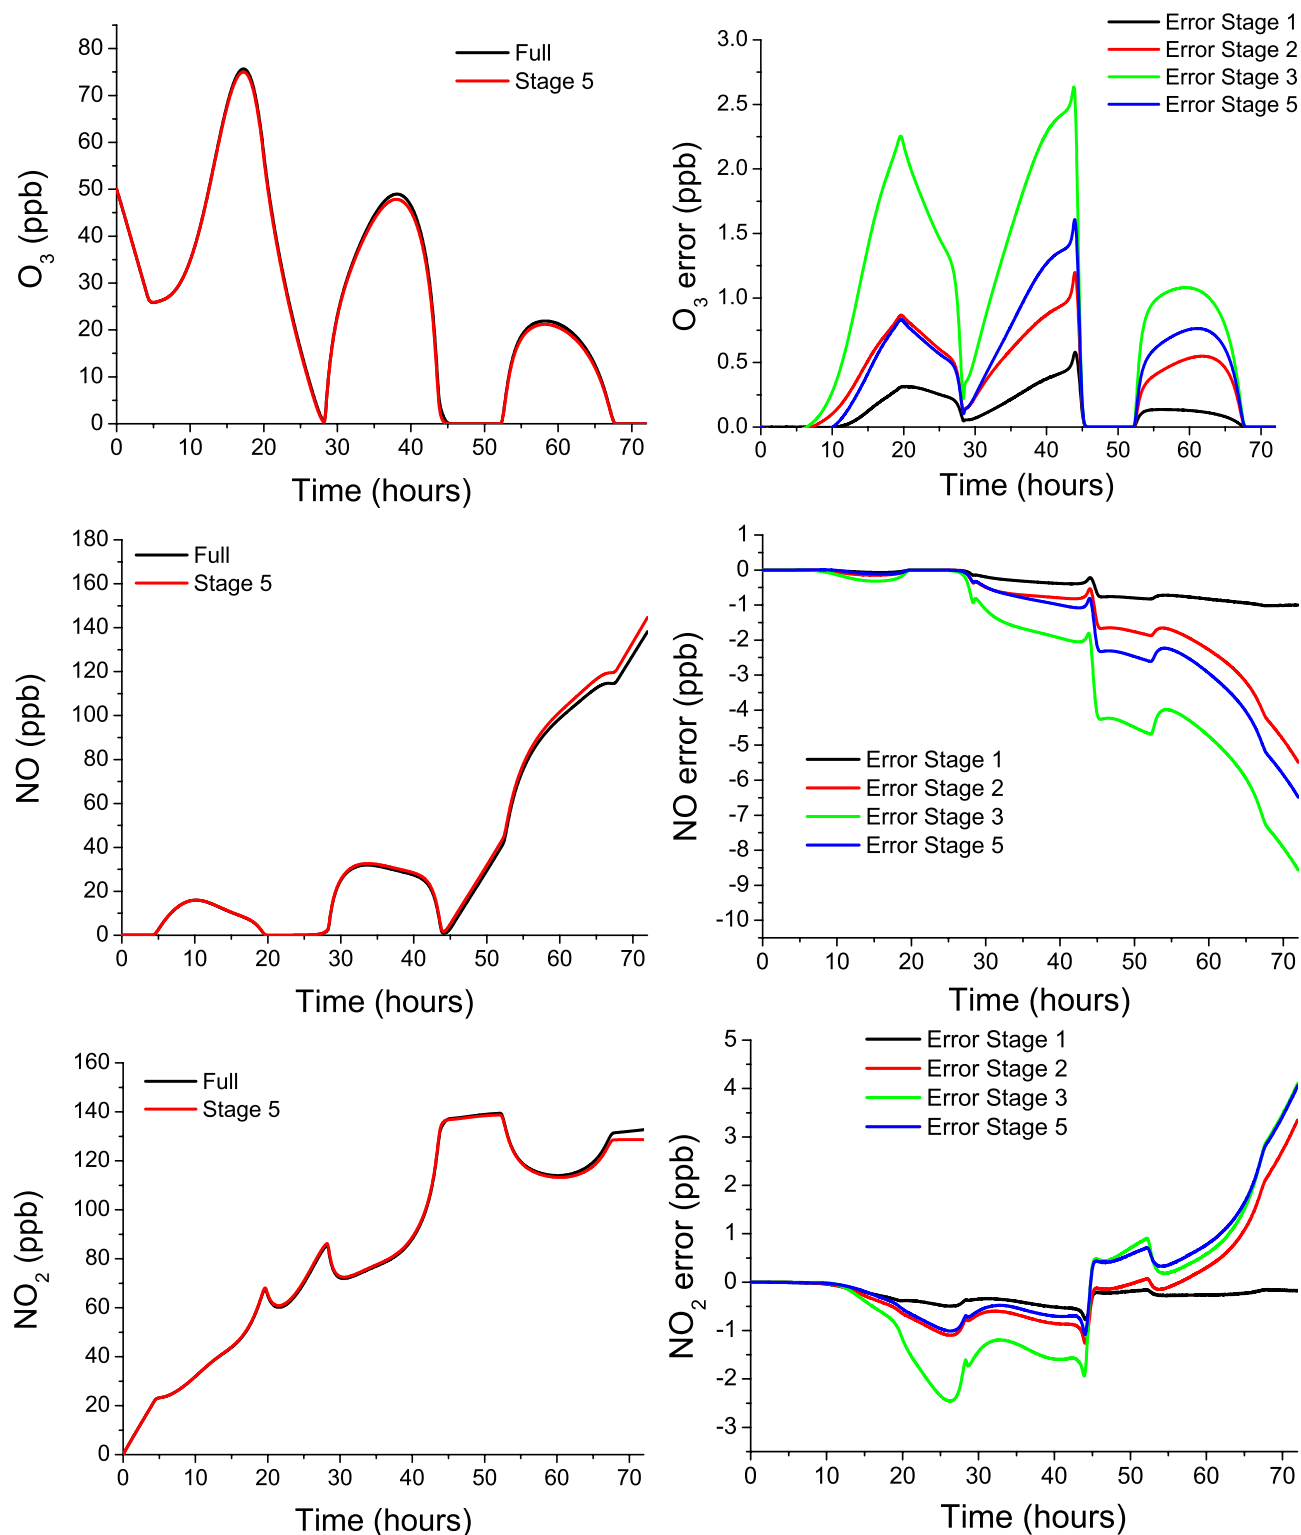 Full
Stage 5
80
70
60
50
40
30
20
10
0
O3 (ppb)
0 10 20 30 40 50 60 70
Time (hours)
Error Stage 1
Error Stage 2
Error Stage 3
Error Stage 5
3.0
2.5
2.0
1.5
1.0
0.5
0.0
O3 error (ppb)
0 10 20 30 40 50 60 70
Time (hours)
180
160
140
120
100
80
60
40
20
0
Full
Stage 5
NO (ppb)
0 10 20 30 40 50 60 70
Time (hours)
1
0
-1
-2
-3
-4
-5
-6
-7
-8
-9
-10
NO error (ppb)
Error Stage 1
Error Stage 2
Error Stage 3
Error Stage 5
0 10 20 30 40 50 60 70
Time (hours)
160
140
120
100
80
60
40
20
0
Full
Stage 5
NO2 (ppb)
0 10 20 30 40 50 60 70
Time (hours)
5
4
3
2
1
0
-1
-2
-3
Error Stage 1
Error Stage 2
Error Stage 3
Error Stage 5
NO2 error (ppb)
0 10 20 30 40 50 60 70
Time (hours)